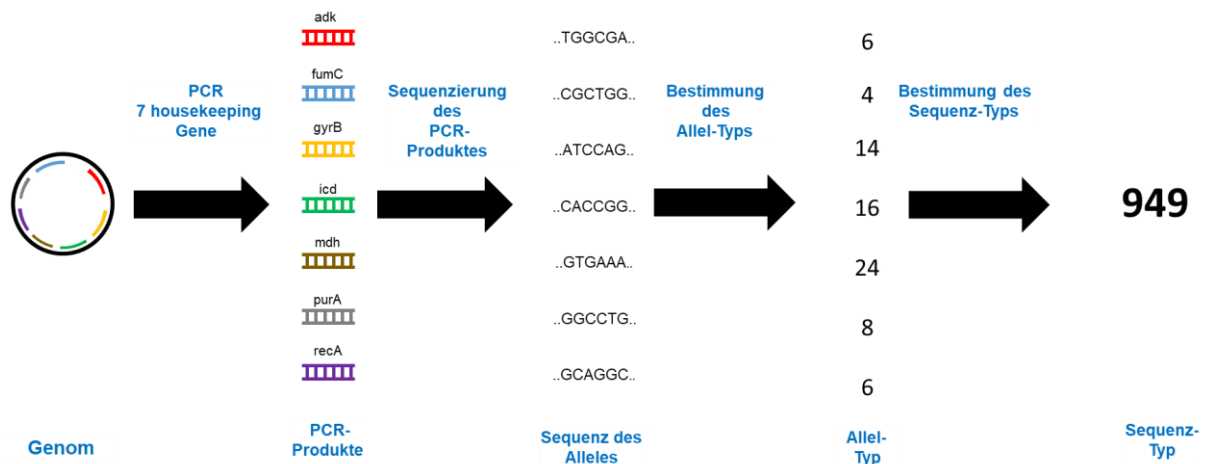 adk
..TGGCGA..
6
fumC
PCR
7 housekeeping
Gene
Sequenzierung
des
PCR-
Produktes
..CGCTGG..
Bestimmung
des
Allel-Typs
4
Bestimmung des
Sequenz-Typs
gyrB
..ATCCAG..
14
icd
..CACCGG..
16
949
mdh
..GTGAAA..
24
purA
..GGCCTG..
8
recA
..GCAGGC..
6
Genom
PCR-
Produkte
Sequenz des
Alleles
Allel-
Typ
Sequenz-
Typ